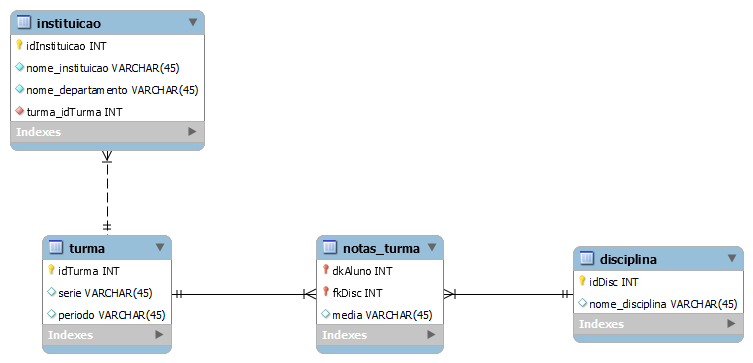 instituicao
idInstituicao INT
nome_instituicao VARCHAR(45)
nome_departamento VARCHAR(45)
turma_idTurma INT
Indexes
turma
idTurma INT
serie VARCHAR(45)
periodo VARCHAR(45)
Indexes
notas_turma
dkAluno INT
fkDisc INT
media VARCHAR(45)
Indexes
disciplina
idDisc INT
nome_disciplina VARCHAR(45)
Indexes